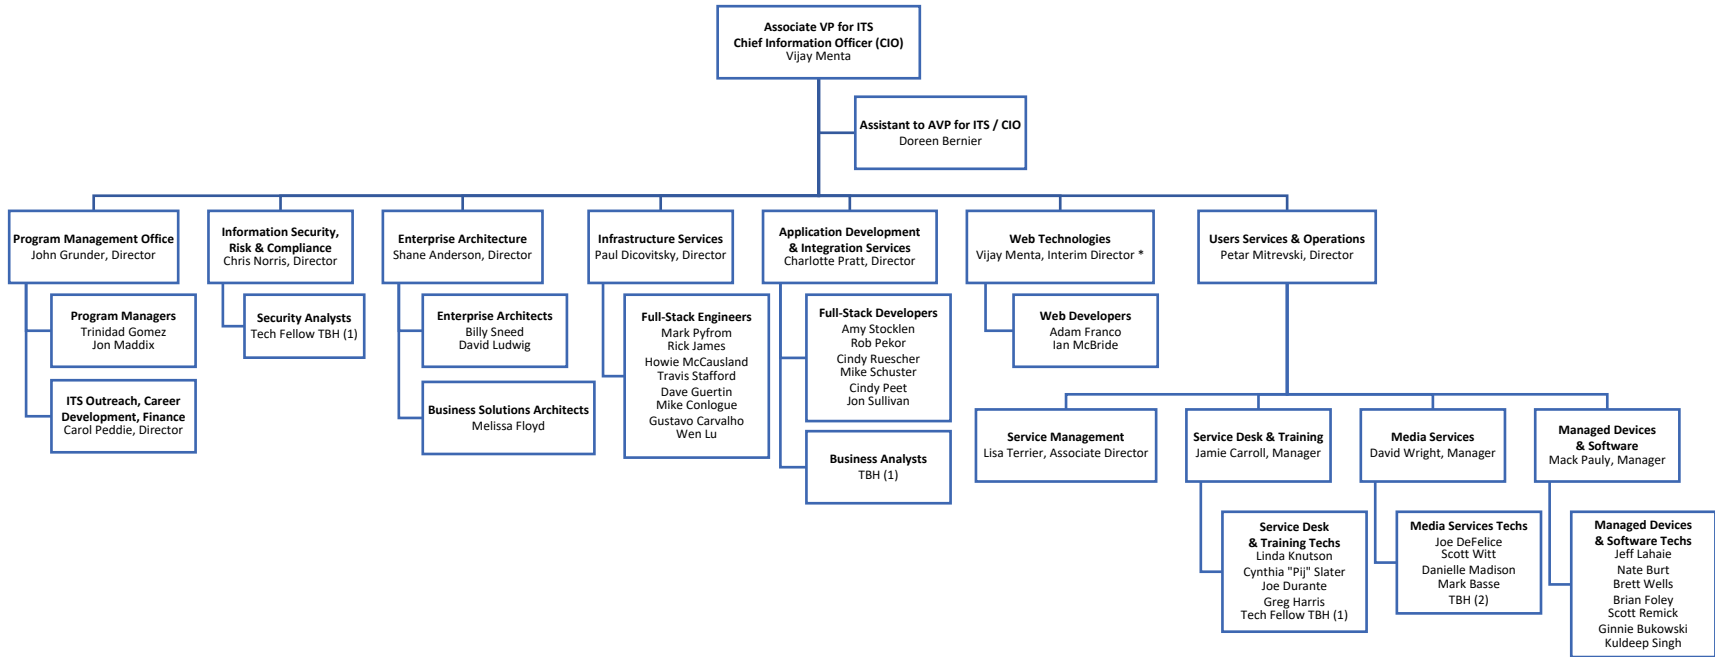 Associate VP for ITS
Chief Information Officer (CIO)
Vijay Menta
Assistant to AVP for ITS / CIO
Doreen Bernier
Program Management Office
John Grunder, Director
Program Managers
Trinidad Gomez
Jon Maddix
ITS Outreach, Career
Development, Finance
Carol Peddie, Director
Information Security,
Risk & Compliance
Chris Norris, Director
Security Analysts
Tech Fellow TBH (1)
Enterprise Architecture
Shane Anderson, Director
Enterprise Architects
Billy Sneed
David Ludwig
Business Solutions Architects
Melissa Floyd
Infrastructure Services
Paul Dicovitsky, Director
Full-Stack Engineers
Mark Pyfrom
Rick James
Howie McCausland
Travis Stafford
Dave Guertin
Mike Conlogue
Gustavo Carvalho
Wen Lu
Application Development
& Integration Services
Charlotte Pratt, Director
Full-Stack Developers
Amy Stocklen
Rob Pekor
Cindy Ruescher
Mike Schuster
Cindy Peet
Jon Sullivan
Business Analysts
TBH (1)
Web Technologies
Vijay Menta, Interim Director *
Web Developers
Adam Franco
Ian McBride
Users Services & Operations
Petar Mitrevski, Director
Service Management
Lisa Terrier, Associate Director
Service Desk & Training
Jamie Carroll, Manager
Service Desk
& Training Techs
Linda Knutson
Cynthia "Pij" Slater
Joe Durante
Greg Harris
Tech Fellow TBH (1)
Media Services
David Wright, Manager
Media Services Techs
Joe DeFelice
Scott Witt
Danielle Madison
Mark Basse
TBH (2)
Managed Devices
& Software
Mack Pauly, Manager
Managed Devices
& Software Techs
Jeff Lahaie
Nate Burt
Brett Wells
Brian Foley
Scott Remick
Ginnie Bukowski
Kuldeep Singh